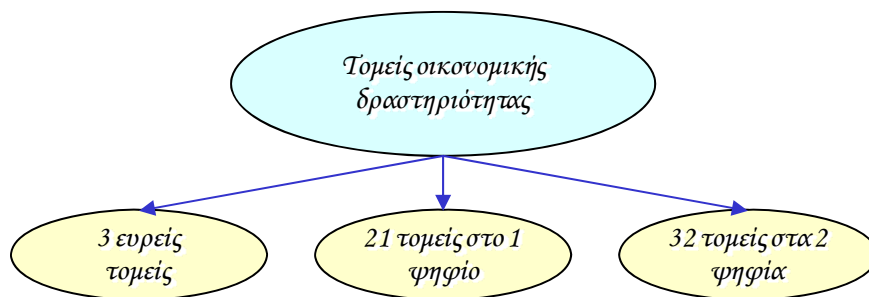 Τομείς οικονομικής
δραστηριότητας
3 ευρείς
τομείς
21 τομείς στο 1
ψηφίο
32 τομείς στα 2
ψηφία